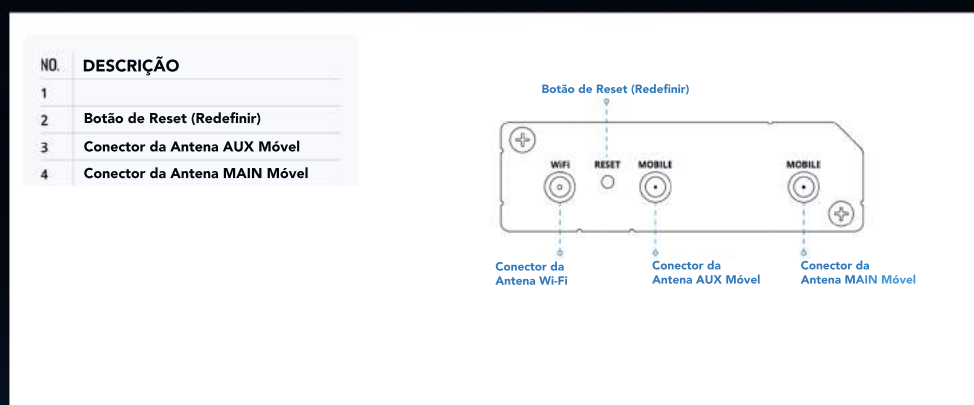 NO. DESCRIÇÃO
1
2 Botão de Reset (Redefinir)
3 Conector da Antena AUX Móvel
4 Conector da Antena MAIN Móvel
Botão de Reset (Redefinir)
WiFi RESET MOBILE MOBILE
Conector da
Antena Wi-Fi
Conector da
Antena AUX Móvel
Conector da
Antena MAIN Móvel